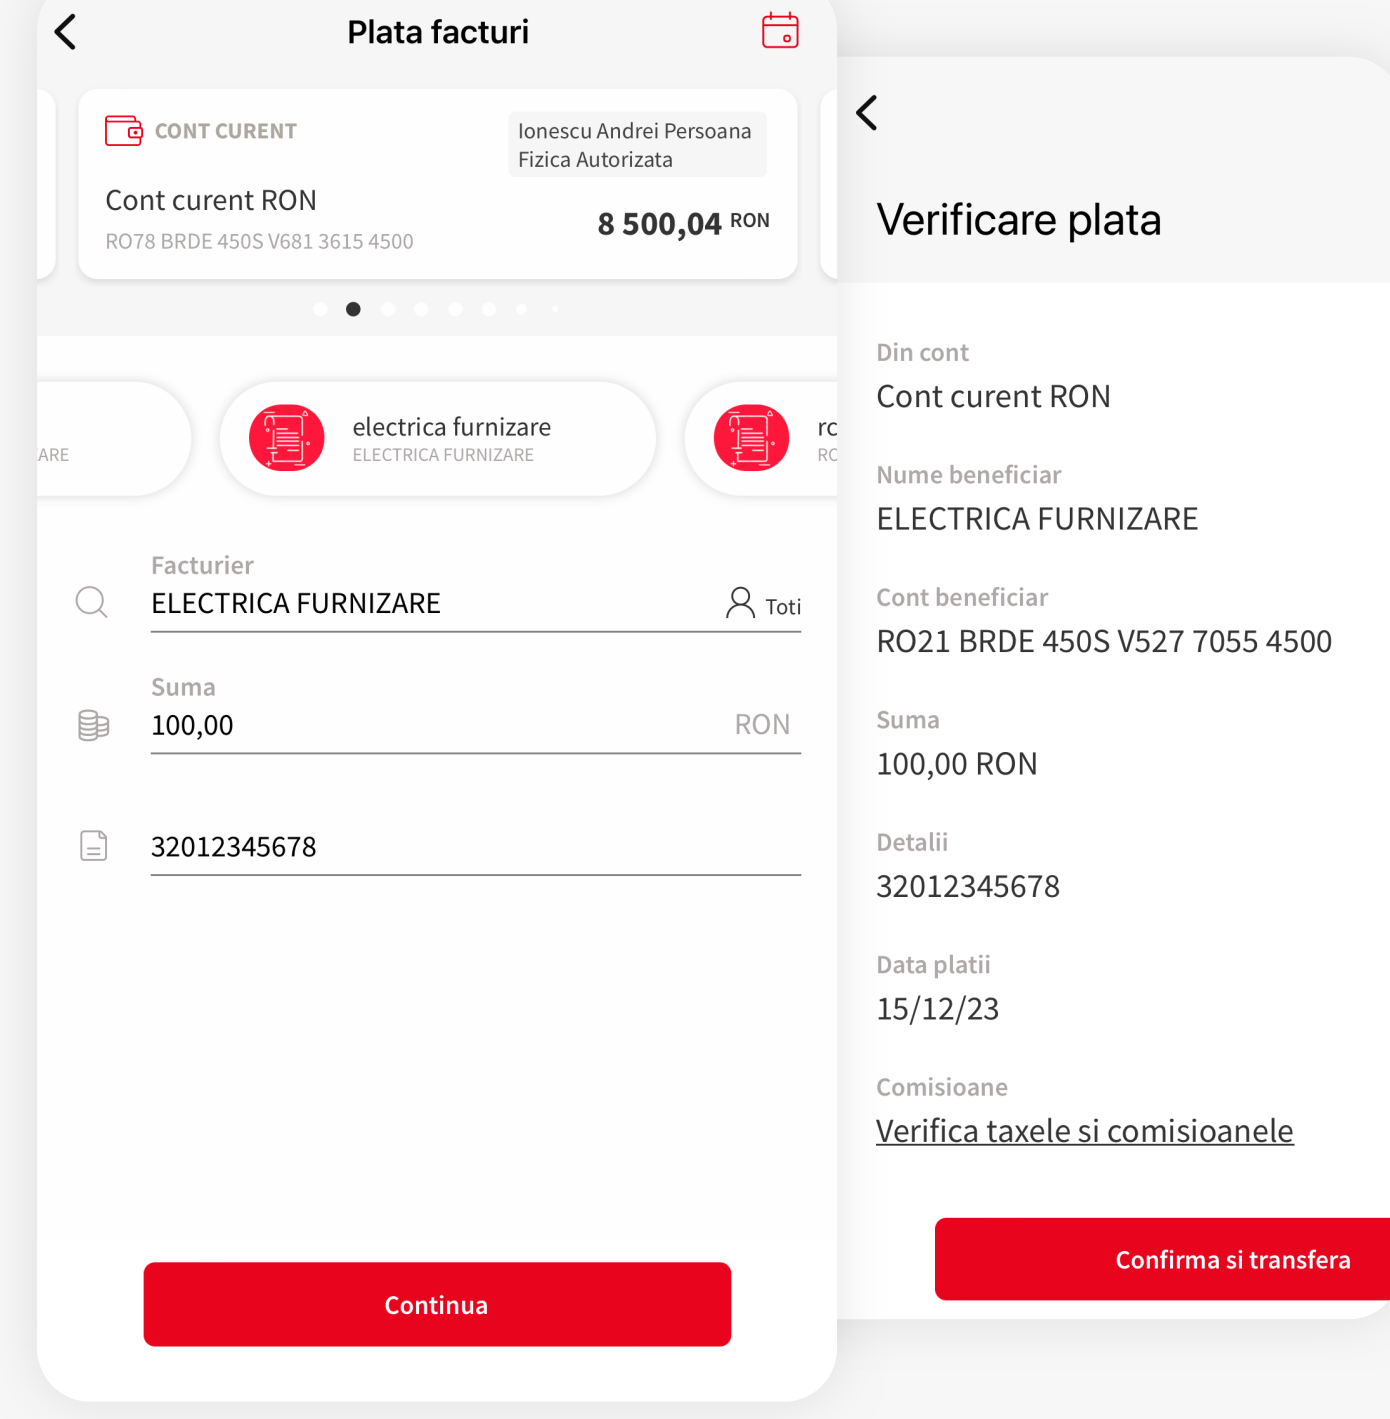 Plata facturi
CONT CURENT
Ionescu Andrei Persoana
Fizica Autorizata
Cont curent RON
8 500,04 RON
RO78 BRDE 450S V681 3615 4500
ARE
electrica furnizare
ELECTRICA FURNIZARE
rc
RC
Facturier
ELECTRICA FURNIZARE
Toti
Suma
100,00
RON
32012345678
Continua
Verificare plata
Din cont
Cont curent RON
Nume beneficiar
ELECTRICA FURNIZARE
Cont beneficiar
RO21 BRDE 450S V527 7055 4500
Suma
100,00 RON
Detalii
32012345678
Data platii
15/12/23
Comisioane
Verifica taxele si comisioanele
Confirma si transfera